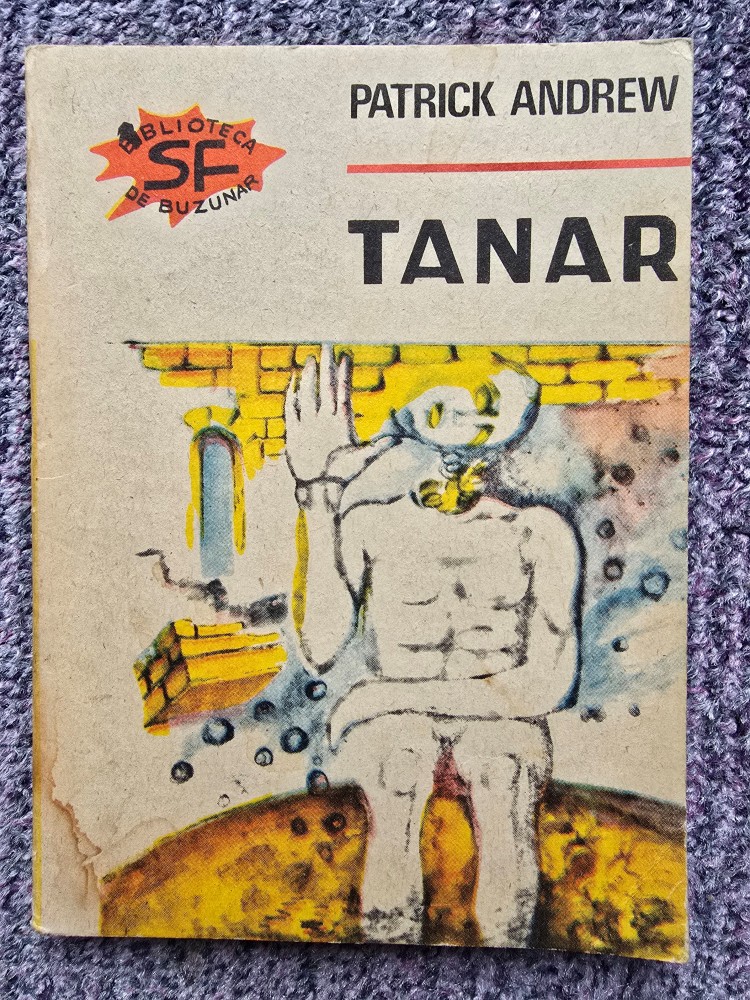 PATRICK ANDREW
BIBLIOTECA
SF
DE BUZUNAR
TANAR